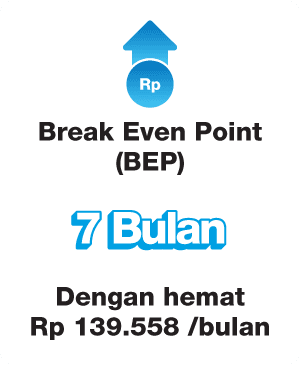 Rp
Break Even Point
(BEP)
7 Bulan
Dengan hemat
Rp 139.558 /bulan